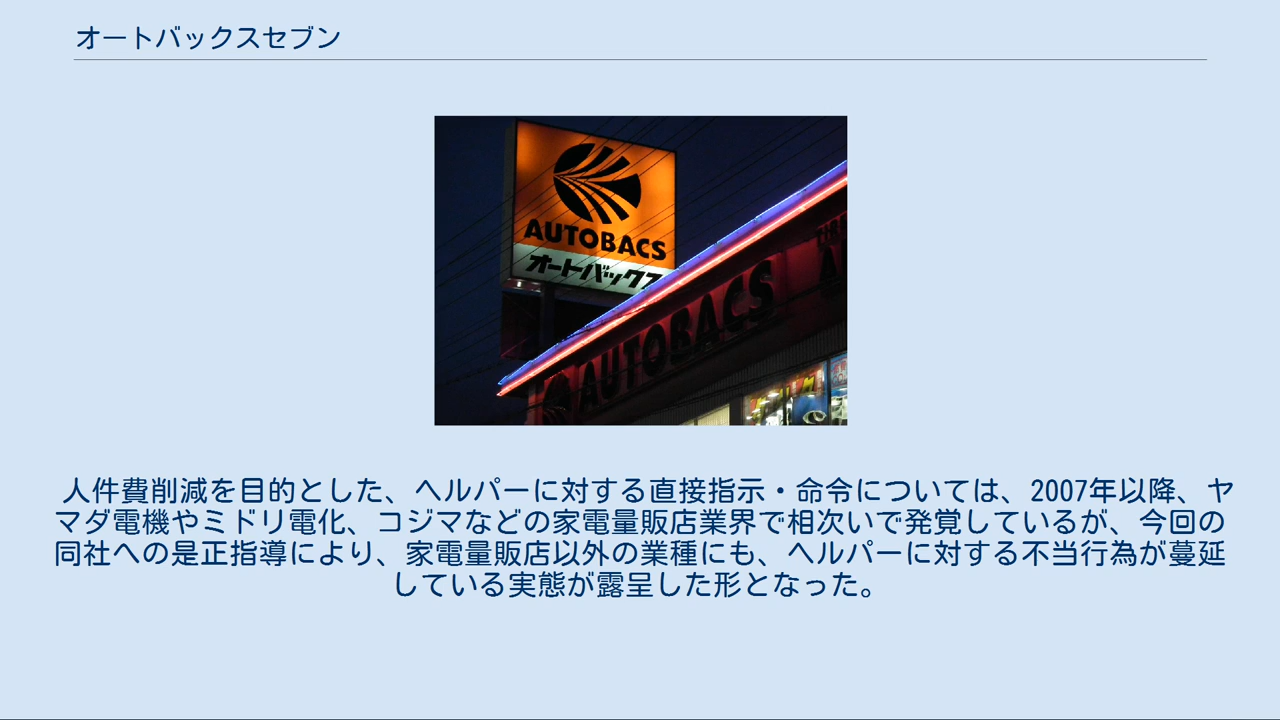 オートバックスセブン
AUTOBACS
オートバックス
AUTOBACS
人件費削減を目的とした、ヘルパーに対する直接指示・命令については、2007年以降、ヤ
マダ電機やミドリ電化、コジマなどの家電量販店業界で相次いで発覚しているが、今回の
同社への是正指導により、家電量販店以外の業種にも、ヘルパーに対する不当行為が蔓延
している実態が露呈した形となった。